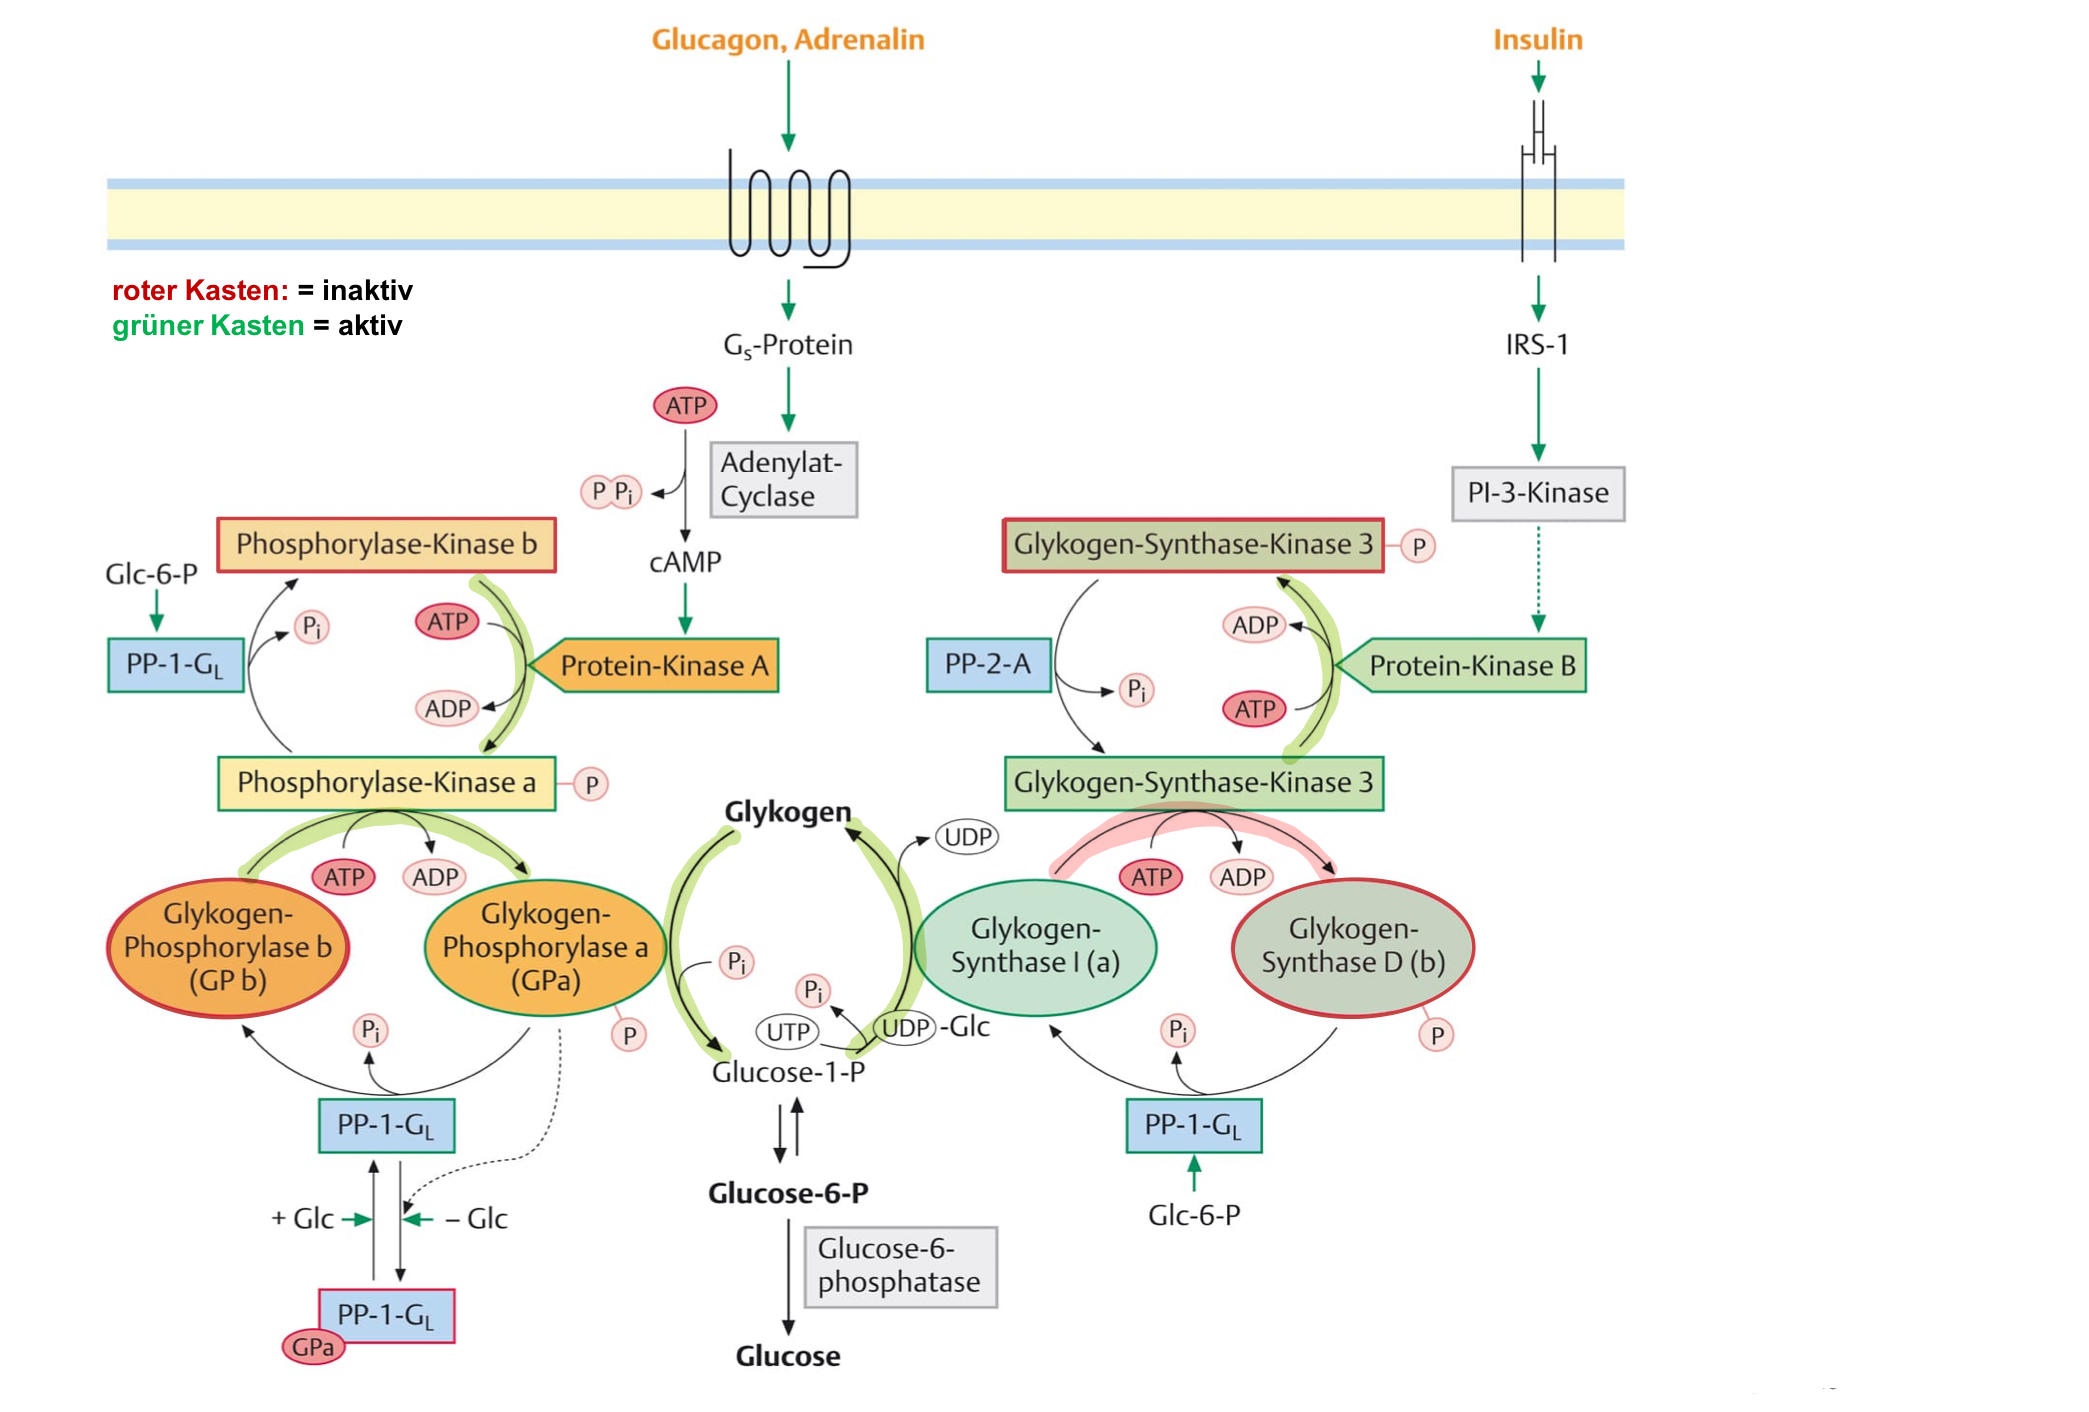 Glucagon, Adrenalin
Insulin
roter Kasten: = inaktiv
grüner Kasten = aktiv
Gs-Protein
IRS-1
ATP
Adenylat-
Cyclase
P Pi
PI-3-Kinase
Phosphorylase-Kinase b
cAMP
Glykogen-Synthase-Kinase 3
P
Glc-6-P
ATP
Pi
ADP
PP-1-GL
Protein-Kinase A
PP-2-A
Protein-Kinase B
ADP
Pi
ATP
Phosphorylase-Kinase a
P
Glykogen-Synthase-Kinase 3
Glykogen
UDP
ATP
ADP
ATP
ADP
Glykogen-
Phosphorylase b
(GP b)
Glykogen-
Phosphorylase a
(GPa)
Pi
Glykogen-
Synthase I (a)
Glykogen-
Synthase D (b)
Pi
Pi
P
UTP
UDP-Glc
Pi
P
Glucose-1-P
PP-1-GL
PP-1-GL
Glucose-6-P
+ Glc
– Glc
Glc-6-P
Glucose-6-
phosphatase
PP-1-GL
GPa
Glucose